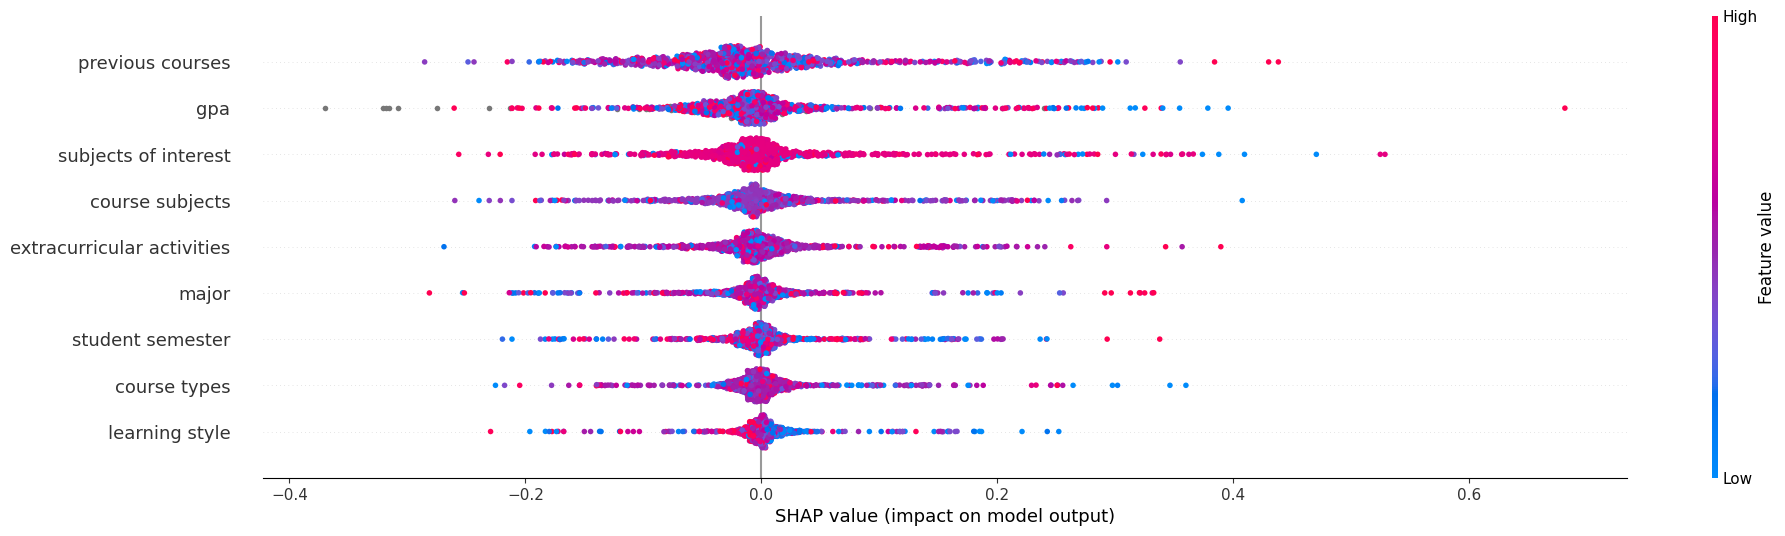 High
previous courses
gpa
subjects of interest
course subjects
extracurricular activities
major
student semester
course types
learning style
Feature value
Low
−0.4 −0.2 0.0 0.2 0.4 0.6
SHAP value (impact on model output)